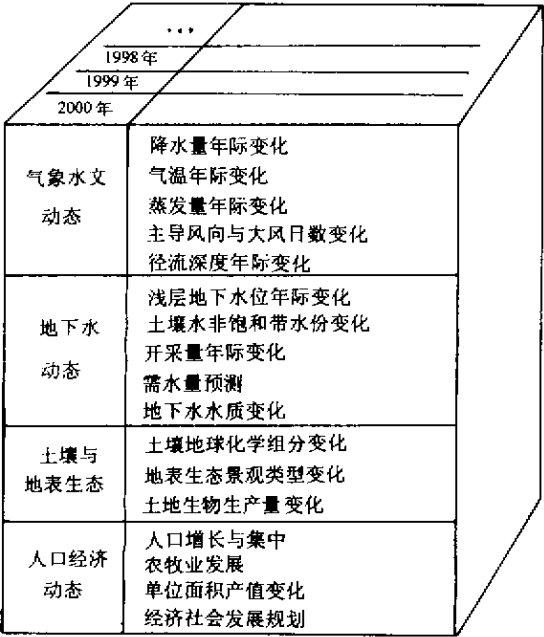 ...
1998年
1999年
2000年
气象水文
动态
降水量年际变化
气温年际变化
蒸发量年际变化
主导风向与大风日数变化
径流深度年际变化
地下水
动态
浅层地下水位年际变化
土壤水非饱和带水份变化
开采量年际变化
需水量预测
地下水水质变化
土壤与
地表生态
土壤地球化学组分变化
地表生态景观类型变化
土地生物生产量变化
人口经济
动态
人口增长与集中
农牧业发展
单位面积产值变化
经济社会发展规划